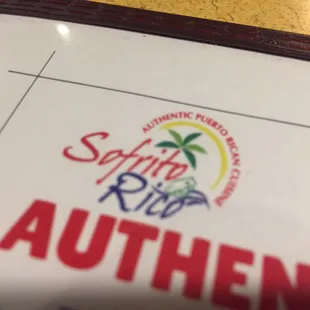 AUTHENTIC PUERTO RICAN CUISINE
Sofrito
Rico
AUTHEN